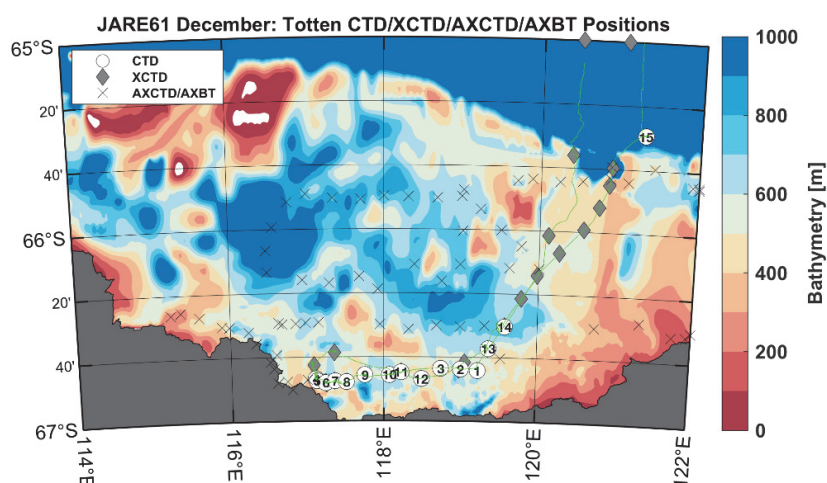 JARE61 December: Totten CTD/XCTD/AXCTD/AXBT Positions
65°S
CTD
XCTD
AXCTD/AXBT
20'
40'
66°S
20'
40'
67°S
15
14
13
1
2
3
12
11
10
9
8
7
6
5
114°E
116°E
118°E
120°E
122°E
1000
800
600
400
200
0
Bathymetry [m]